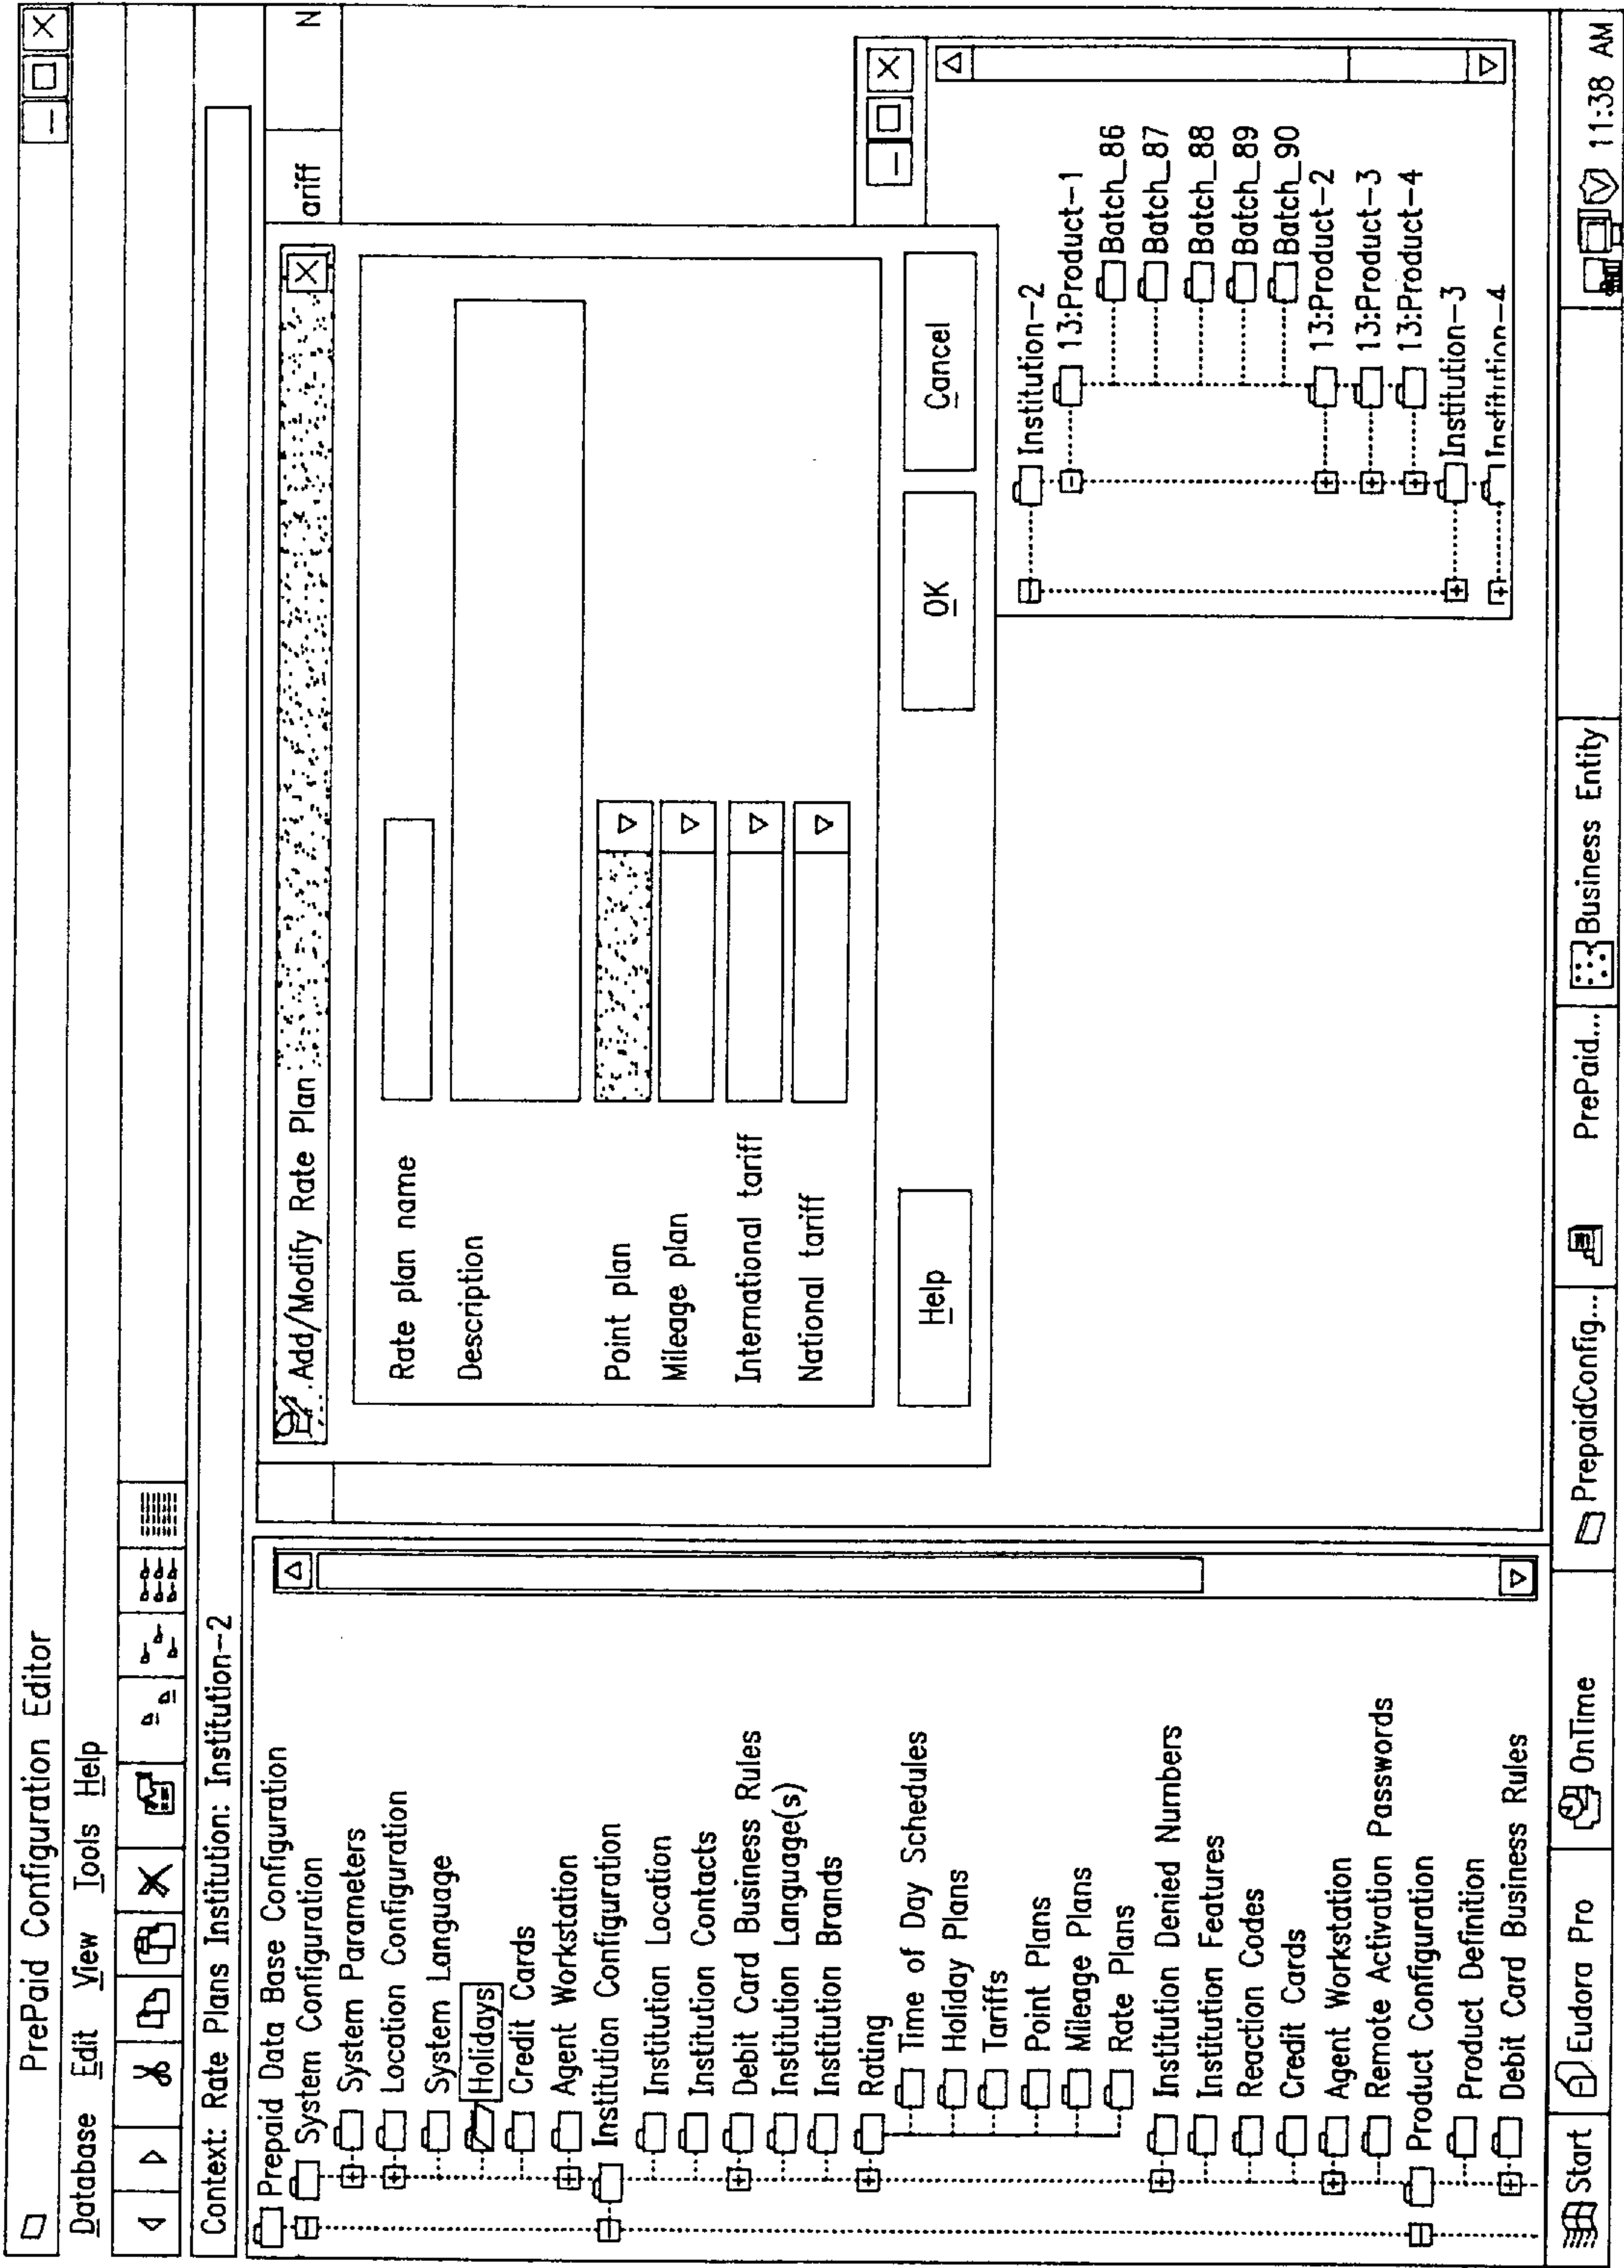 PrePaid Configuration Editor
Database Edit View Tools Help
Context: Rate Plans Institution: Institution-2
Prepaid Data Base Configuration
System Configuration
System Parameters
Location Configuration
System Language
Holidays
Credit Cards
Agent Workstation
Institution Configuration
Institution Location
Institution Contacts
Debit Card Business Rules
Institution Language(s)
Institution Brands
Rating
Time of Day Schedules
Holiday Plans
Tariffs
Point Plans
Mileage Plans
Rate Plans
Institution Denied Numbers
Institution Features
Reaction Codes
Credit Cards
Agent Workstation
Remote Activation Passwords
Product Configuration
Product Definition
Debit Card Business Rules
ariff N
Add/Modify Rate Plan
Rate plan name
Description
Point plan
Mileage plan
International tariff
National tariff
Help OK Cancel
Institution-2
13:Product-1
Batch_86
Batch_87
Batch_88
Batch_89
Batch_90
13:Product-2
13:Product-3
13:Product-4
Institution-3
Institution-4
Start Eudora Pro OnTime PrepaidConfig... PrePaid... Business Entity 11:38 AM